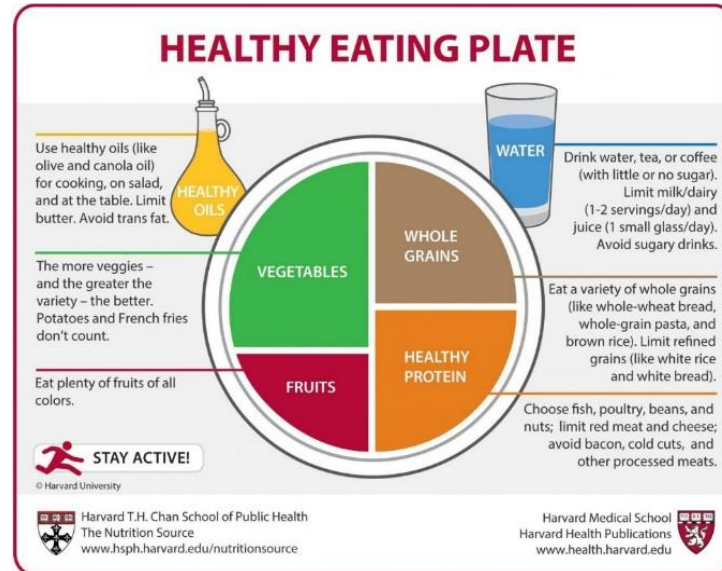 HEALTHY EATING PLATE
Use healthy oils (like
olive and canola oil)
for cooking, on salad,
and at the table. Limit
butter. Avoid trans fat.
HEALTHY
OILS
WATER
Drink water, tea, or coffee
(with little or no sugar).
Limit milk/dairy
(1-2 servings/day) and
juice (1 small glass/day).
Avoid sugary drinks.
The more veggies –
and the greater the
variety – the better.
Potatoes and French fries
don't count.
VEGETABLES
WHOLE
GRAINS
Eat a variety of whole grains
(like whole-wheat bread,
whole-grain pasta, and
brown rice). Limit refined
grains (like white rice
and white bread).
Eat plenty of fruits of all
colors.
FRUITS
HEALTHY
PROTEIN
Choose fish, poultry, beans, and
nuts; limit red meat and cheese;
avoid bacon, cold cuts, and
other processed meats.
STAY ACTIVE!
© Harvard University
Harvard T.H. Chan School of Public Health
The Nutrition Source
www.hsph.harvard.edu/nutritionsource
Harvard Medical School
Harvard Health Publications
www.health.harvard.edu